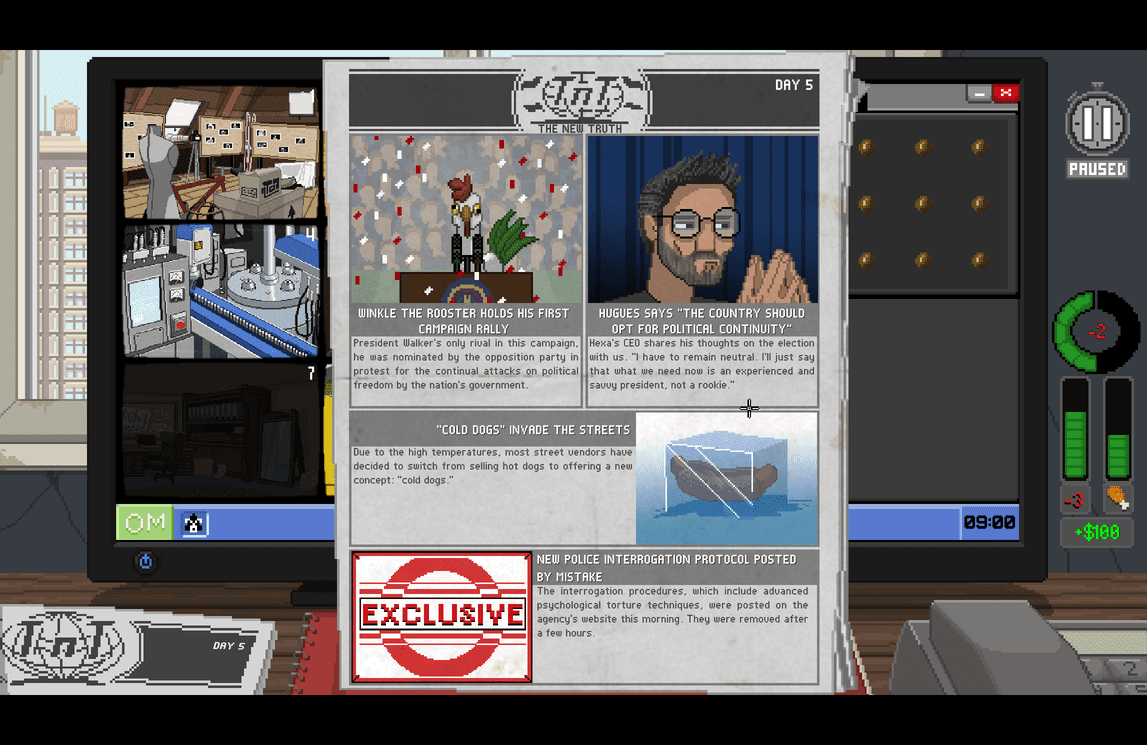 TnT
THE NEW TRUTH
DAY 5
WINKLE THE ROOSTER HOLDS HIS FIRST
CAMPAIGN RALLY
President Walker's only rival in this campaign,
he was nominated by the opposition party in
protest for the continual attacks on political
freedom by the nation's government.
HUGUES SAYS "THE COUNTRY SHOULD
OPT FOR POLITICAL CONTINUITY"
Hexa's CEO shares his thoughts on the election
with us. "I have to remain neutral. I'll just say
that what we need now is an experienced and
savvy president, not a rookie."
"COLD DOGS" INVADE THE STREETS
Due to the high temperatures, most street vendors have
decided to switch from selling hot dogs to offering a new
concept: "cold dogs."
EXCLUSIVE
NEW POLICE INTERROGATION PROTOCOL POSTED
BY MISTAKE
The interrogation procedures, which include advanced
psychological torture techniques, were posted on the
agency's website this morning. They were removed after
a few hours.
4
7
OM
09:00
PAUSED
-2
-3
+$100
TnT
DAY 5
2